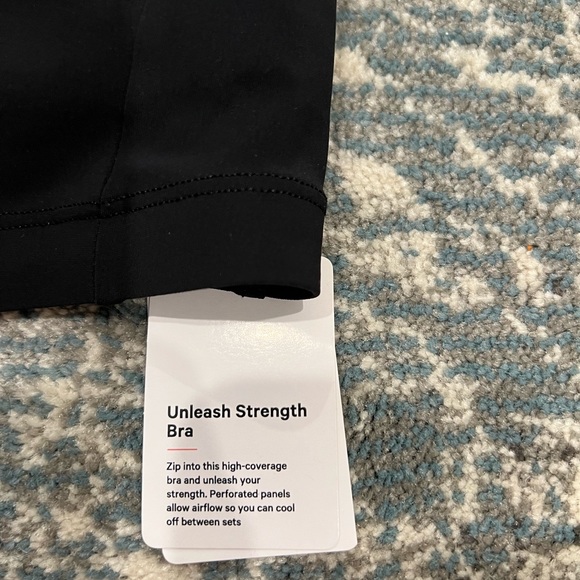 Unleash Strength
Bra
Zip into this high-coverage
bra and unleash your
strength. Perforated panels
allow airflow so you can cool
off between sets